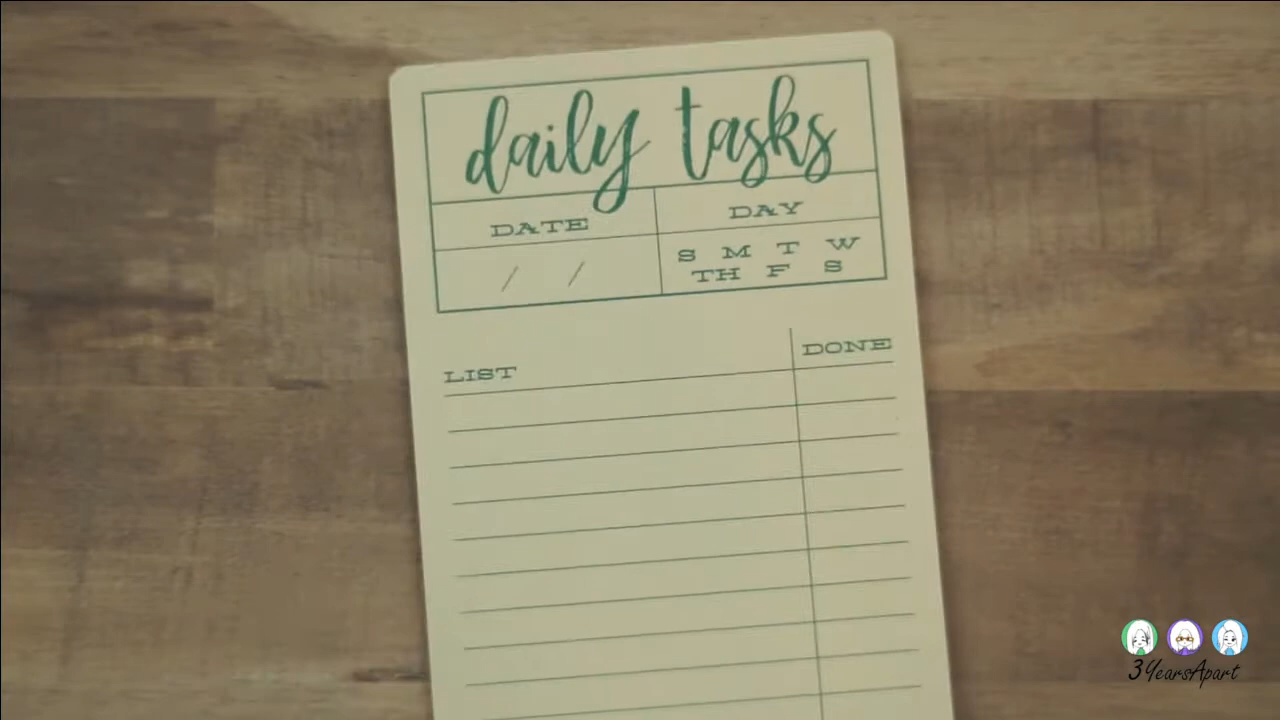 daily tasks
DATE
DAY
/ /
S M T W
TH F S
LIST
DONE
3YearsApart